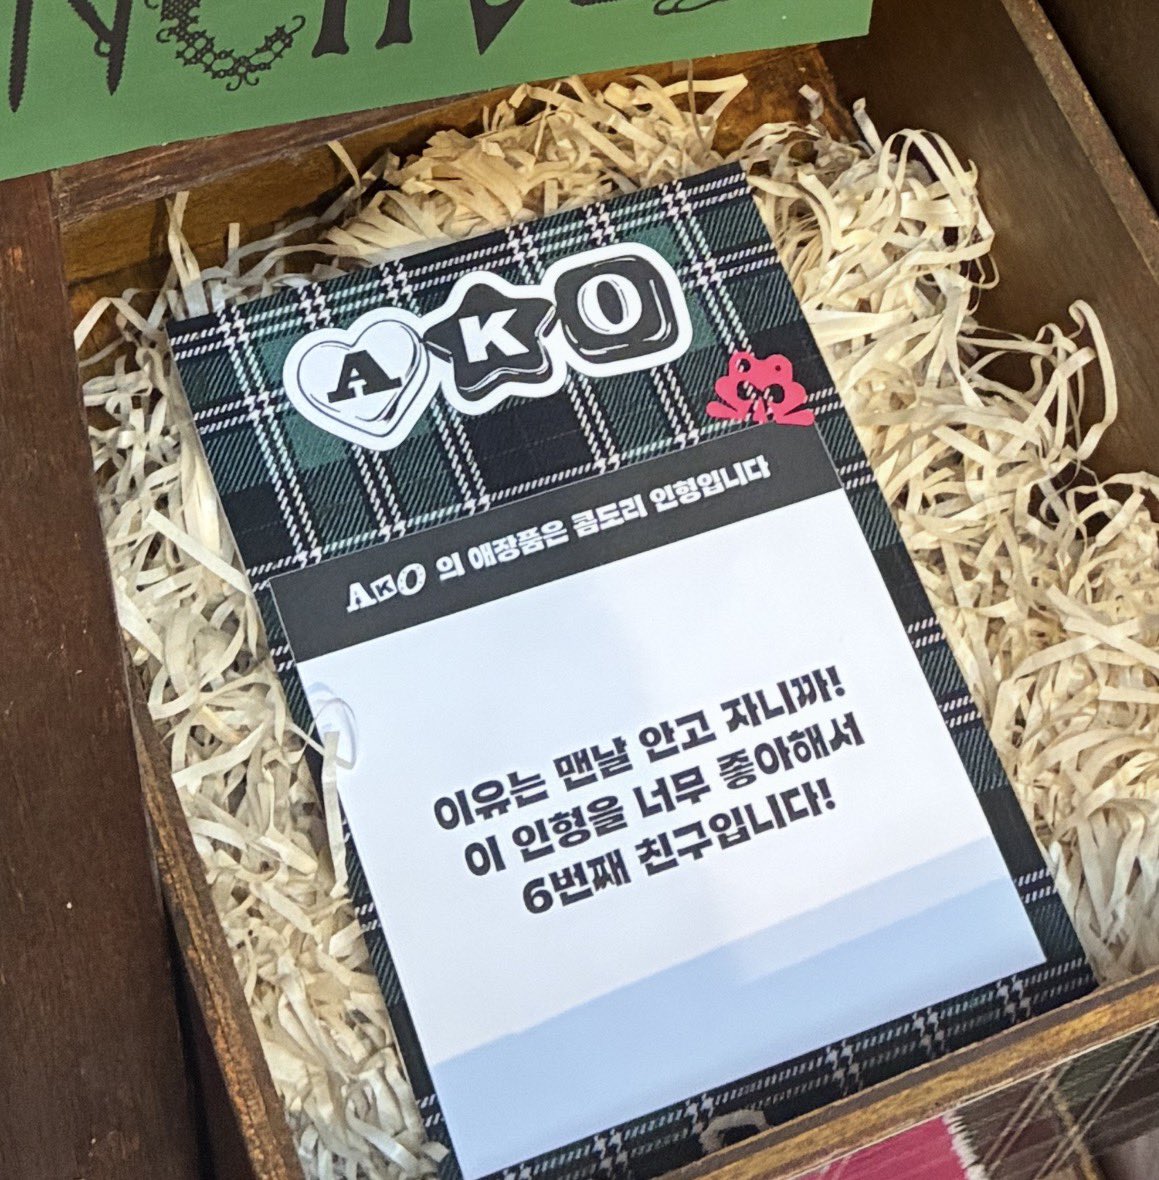 AKO
AKO 의 애장품은 콤도리 인형입니다
이유는 맨날 안고 자니까!
이 인형을 너무 좋아해서
6번째 친구입니다!